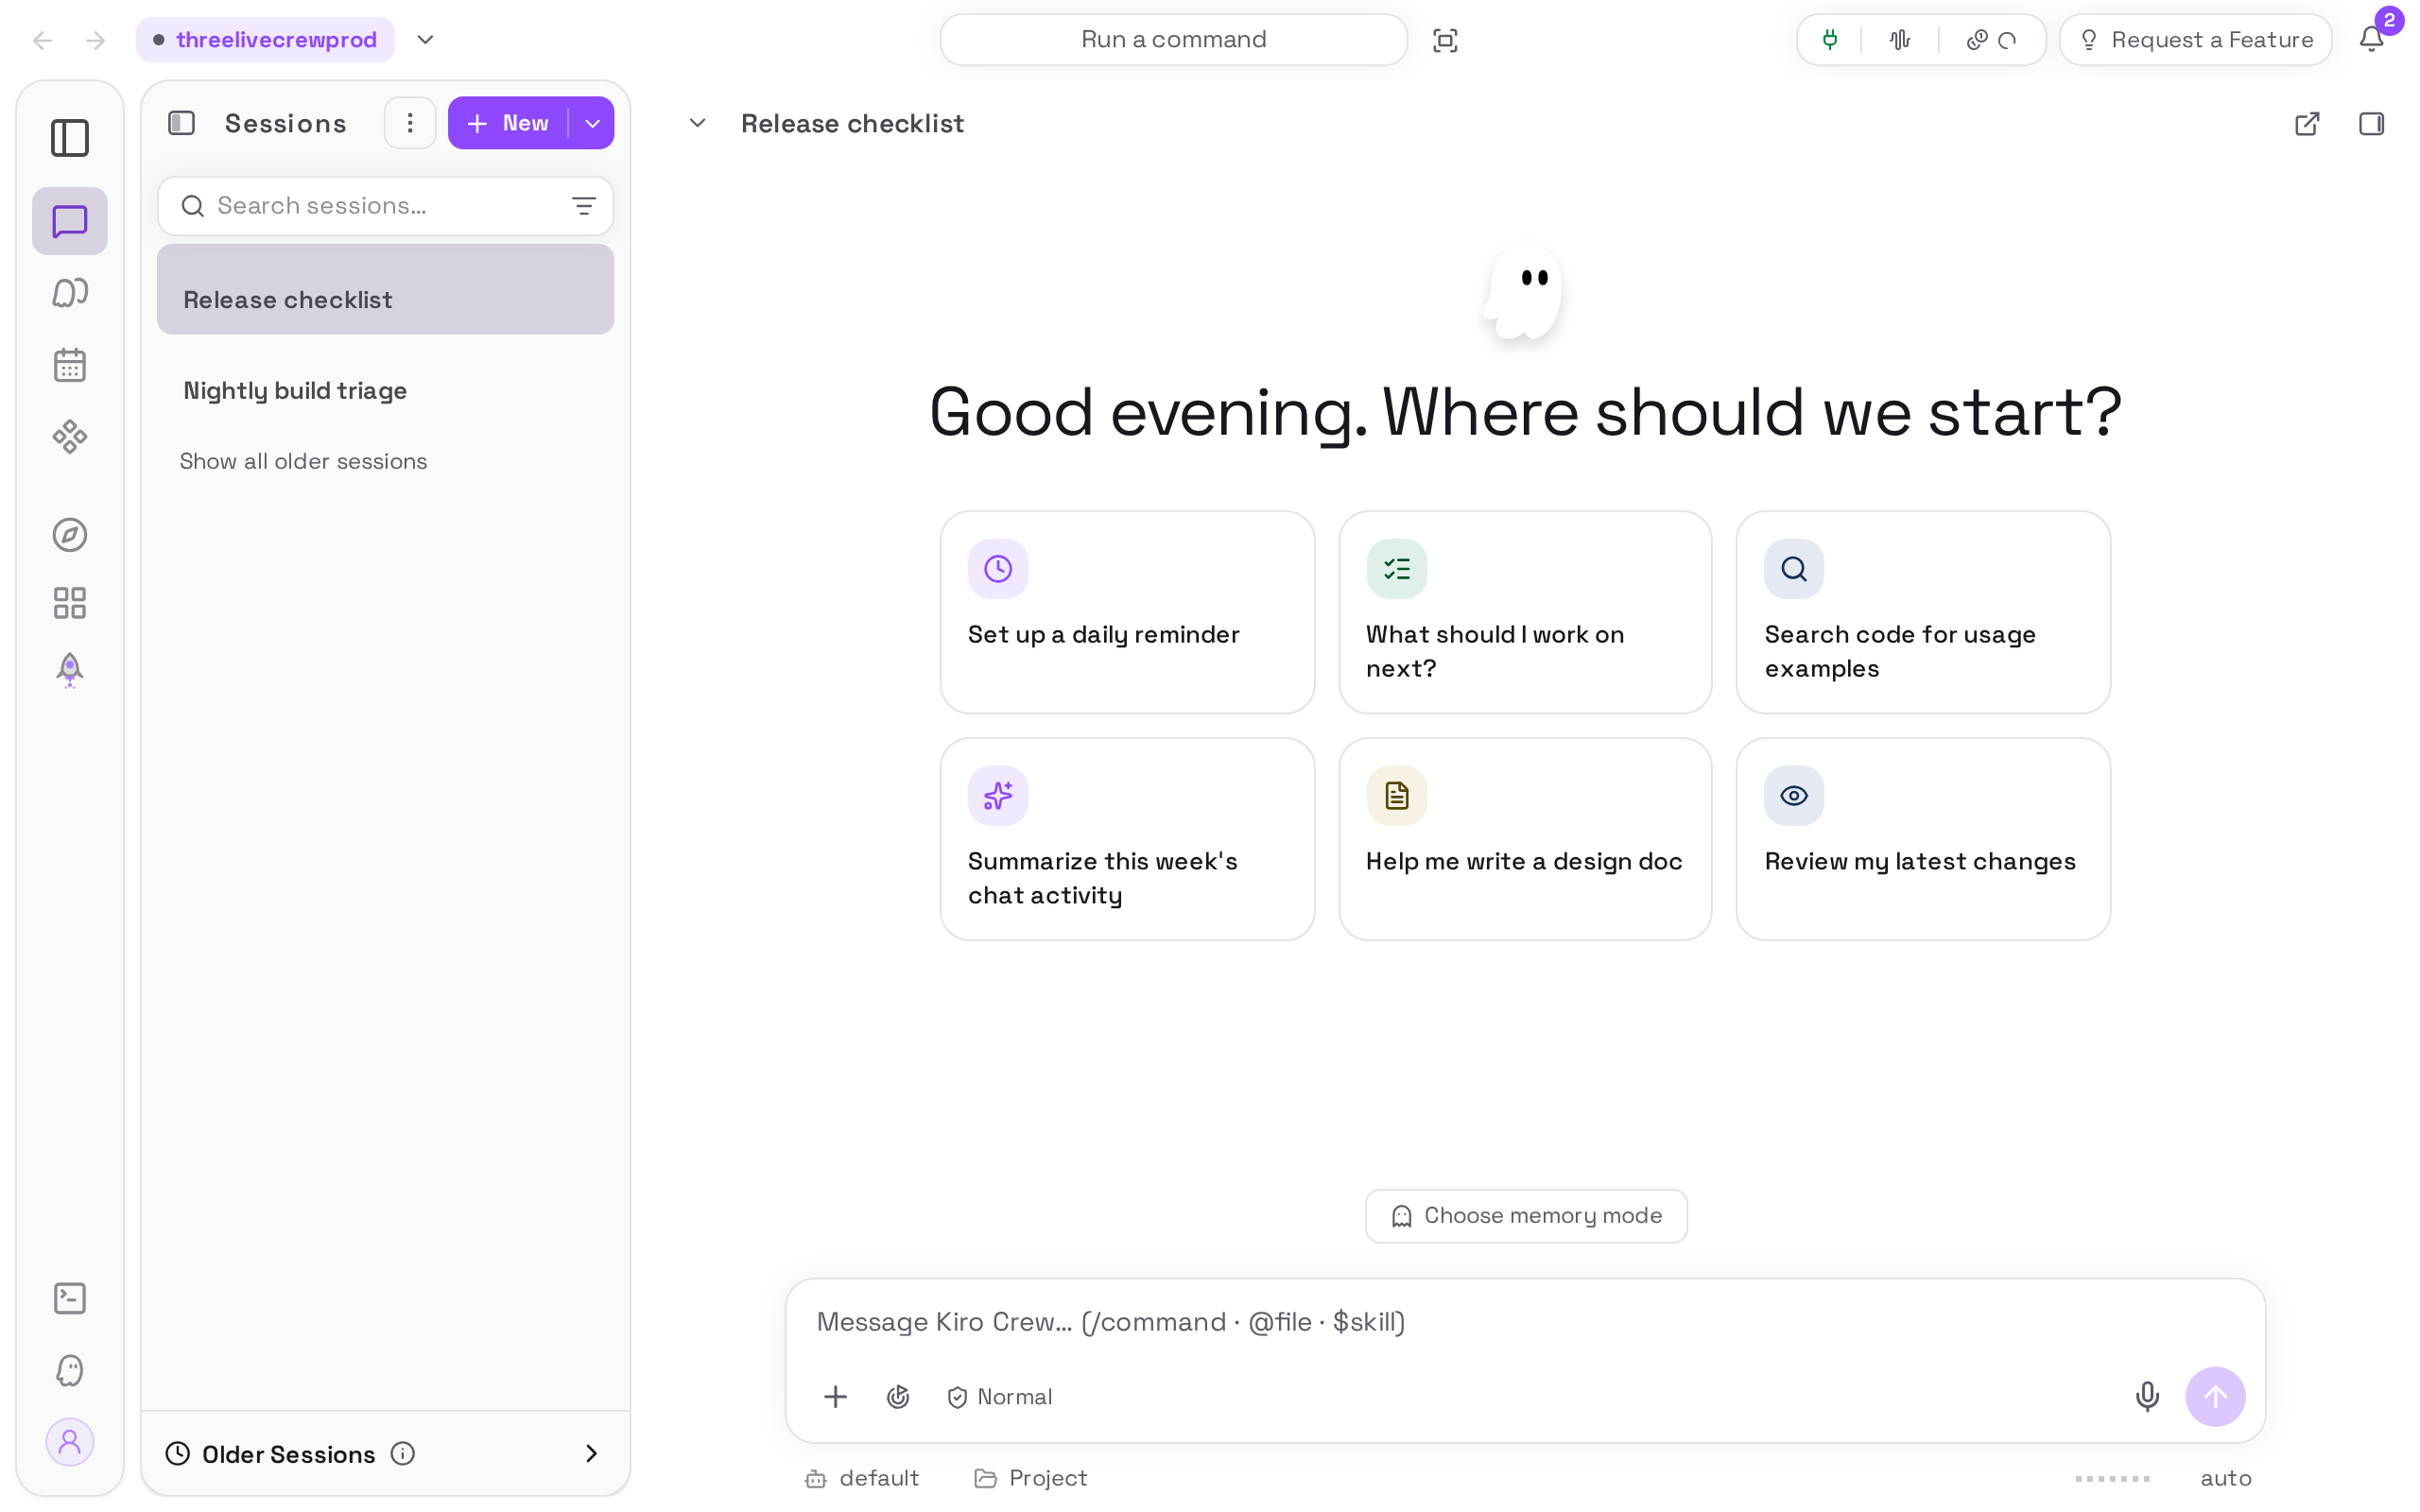 threelivecrewprod
Run a command
Request a Feature
2
Sessions
New
Search sessions...
Release checklist
Nightly build triage
Show all older sessions
Older Sessions
Release checklist
Good evening. Where should we start?
Set up a daily reminder
What should I work on
next?
Search code for usage
examples
Summarize this week's
chat activity
Help me write a design doc
Review my latest changes
Choose memory mode
Message Kiro Crew... (/command · @file · $skill)
Normal
default
Project
auto